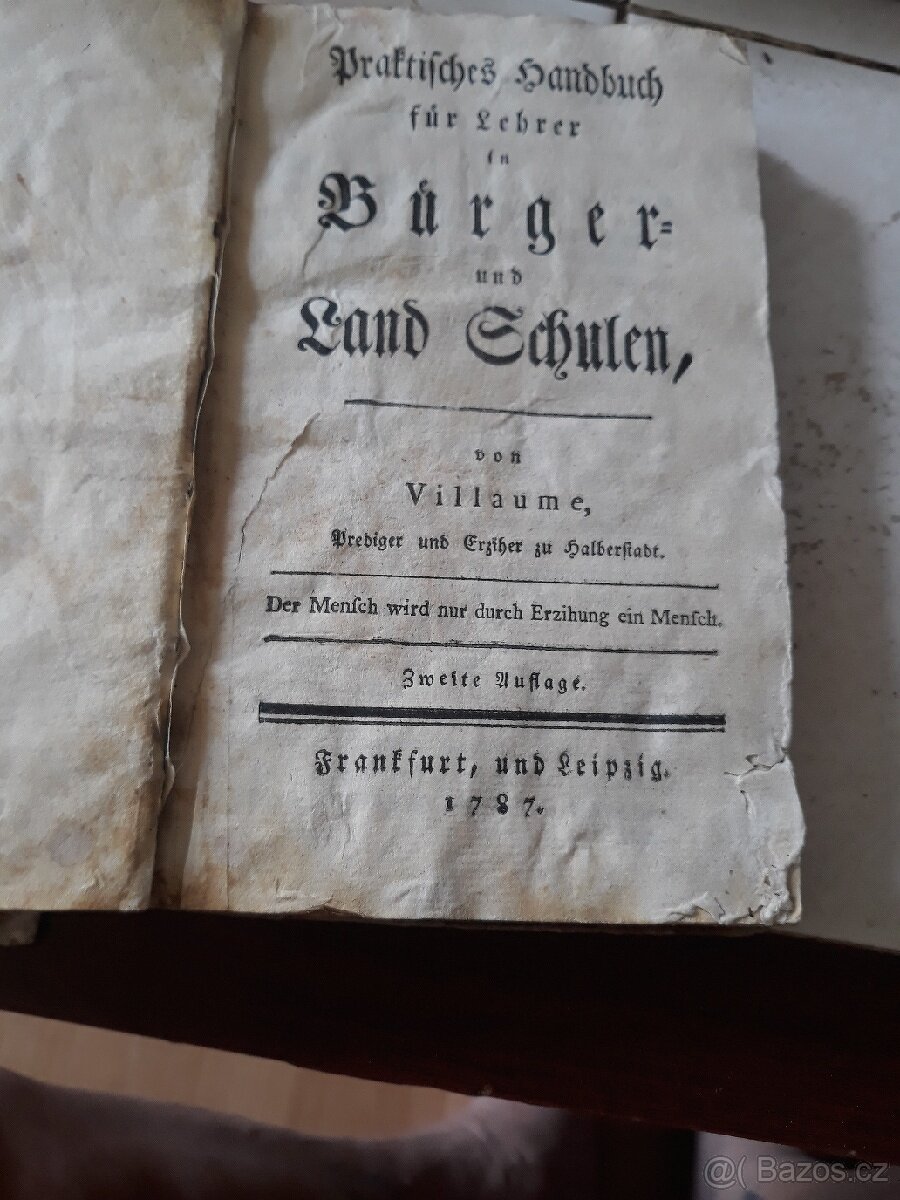 Praktisches Handbuch
für Lehrer
in
Bürger-
und
Land Schulen,
von
Villaume,
Prediger und Erziher zu Halberstadt.
Der Menſch wird nur durch Erzihung ein Menſch.
Zweite Auflage.
Frankfurt, und Leipzig.
1787.
@( Bazos.cz